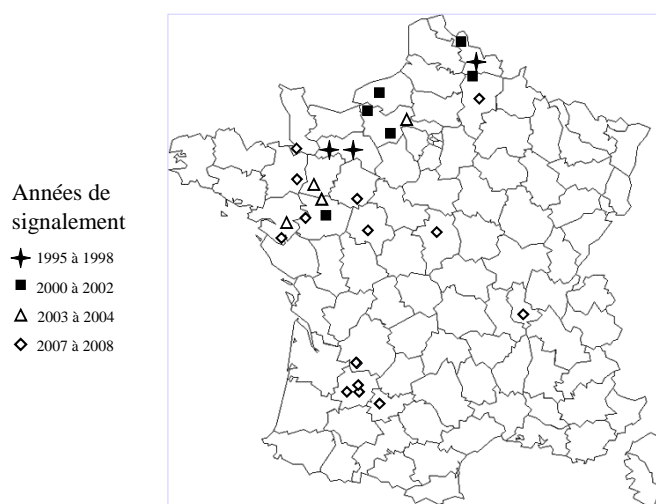 Années de
signalement
1995 à 1998
2000 à 2002
2003 à 2004
2007 à 2008